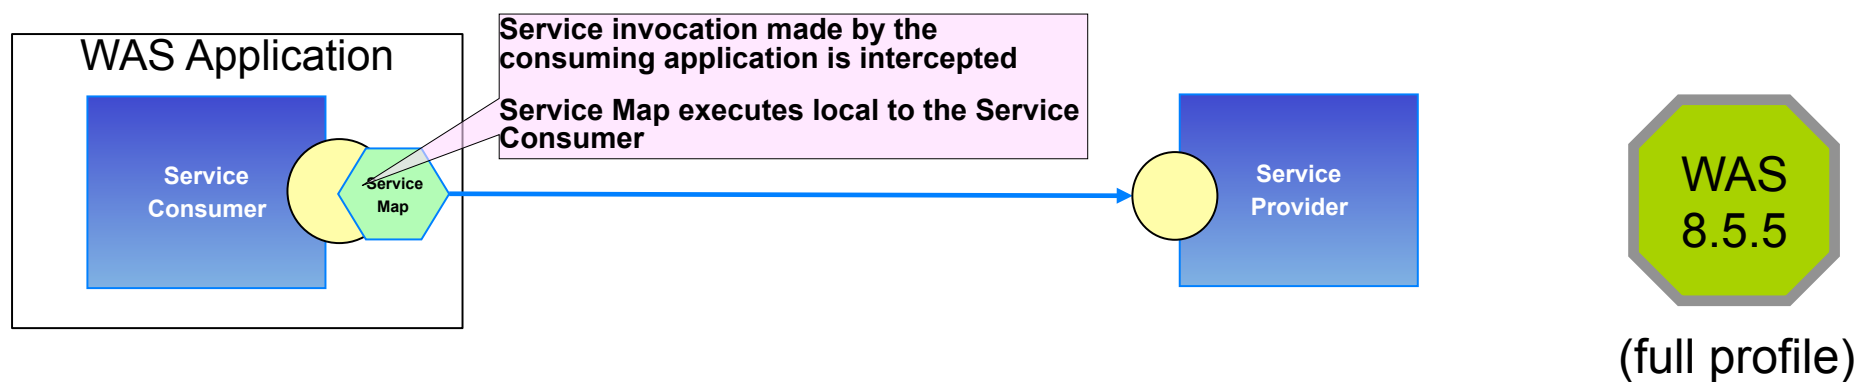 WAS Application
Service invocation made by the
consuming application is intercepted
Service Map executes local to the Service
Consumer
Service
Consumer
Service
Map
Service
Provider
WAS
8.5.5
(full profile)